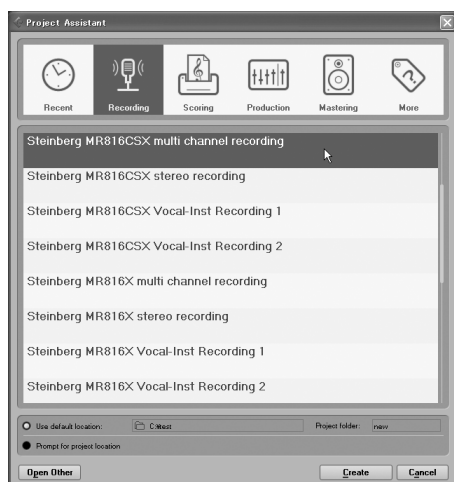 Project Assistant
Recent Recording Scoring Production Mastering More
Steinberg MR816CSX multi channel recording
Steinberg MR816CSX stereo recording
Steinberg MR816CSX Vocal-Inst Recording 1
Steinberg MR816CSX Vocal-Inst Recording 2
Steinberg MR816X multi channel recording
Steinberg MR816X stereo recording
Steinberg MR816X Vocal-Inst Recording 1
Steinberg MR816X Vocal-Inst Recording 2
Use default location: C:\test Project folder: new
Prompt for project location
Open Other Create Cancel